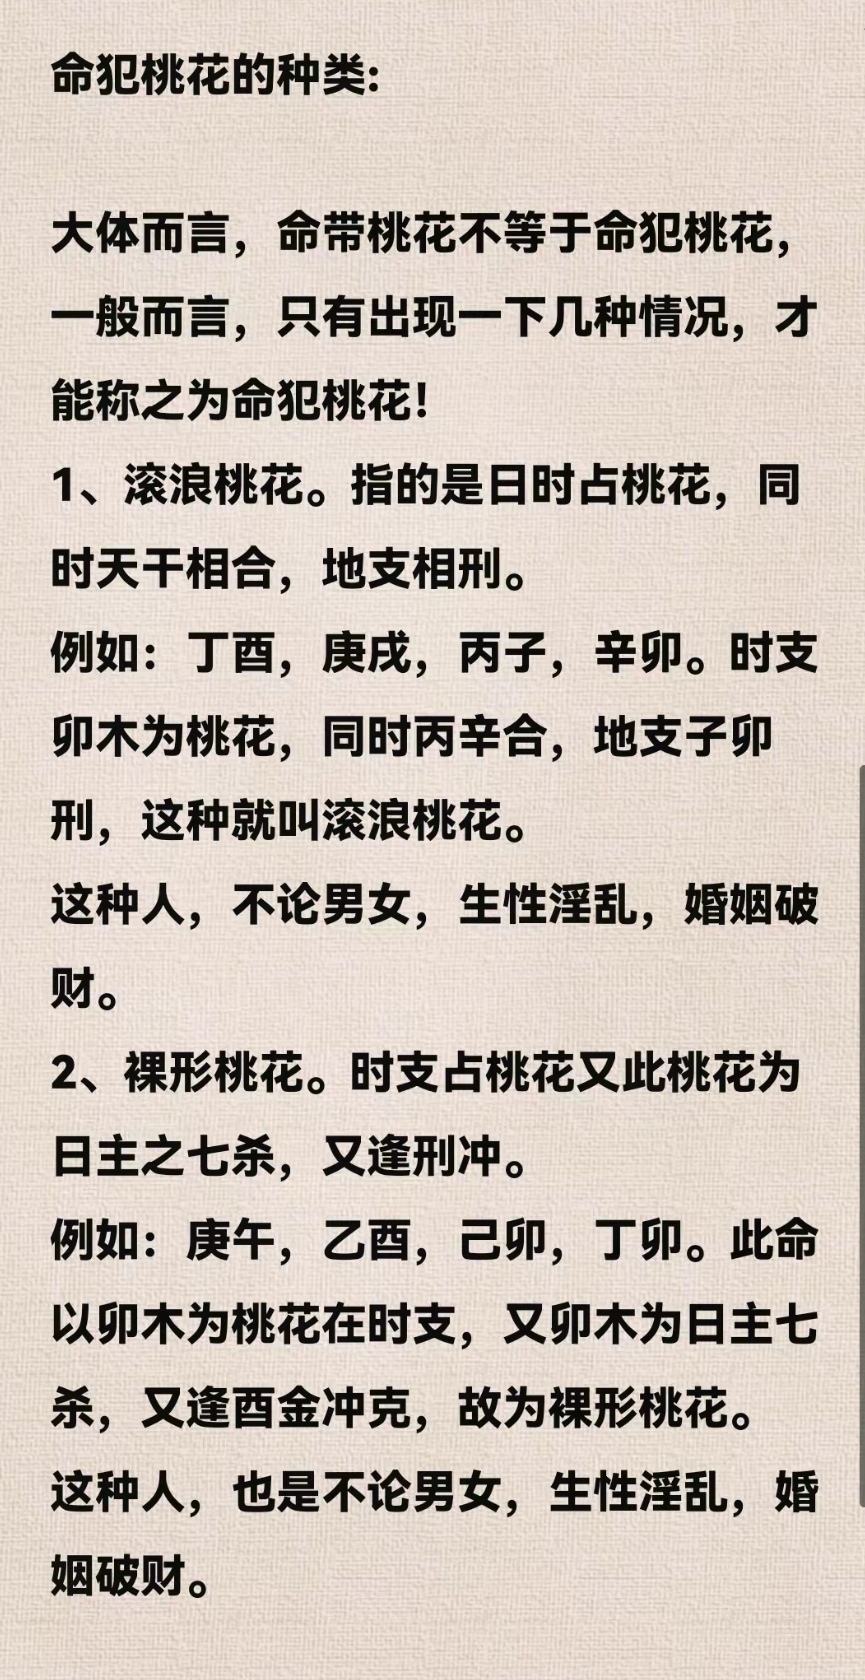 命犯桃花的种类:
大体而言，命带桃花不等于命犯桃花，
一般而言，只有出现一下几种情况，才
能称之为命犯桃花！
1、滚浪桃花。指的是日时占桃花，同
时天干相合，地支相刑。
例如：丁酉，庚戌，丙子，辛卯。时支
卯木为桃花，同时丙辛合，地支子卯
刑，这种就叫滚浪桃花。
这种人，不论男女，生性淫乱，婚姻破
财。
2、裸形桃花。时支占桃花又此桃花为
日主之七杀，又逢刑冲。
例如：庚午，乙酉，己卯，丁卯。此命
以卯木为桃花在时支，又卯木为日主七
杀，又逢酉金冲克，故为裸形桃花。
这种人，也是不论男女，生性淫乱，婚
姻破财。